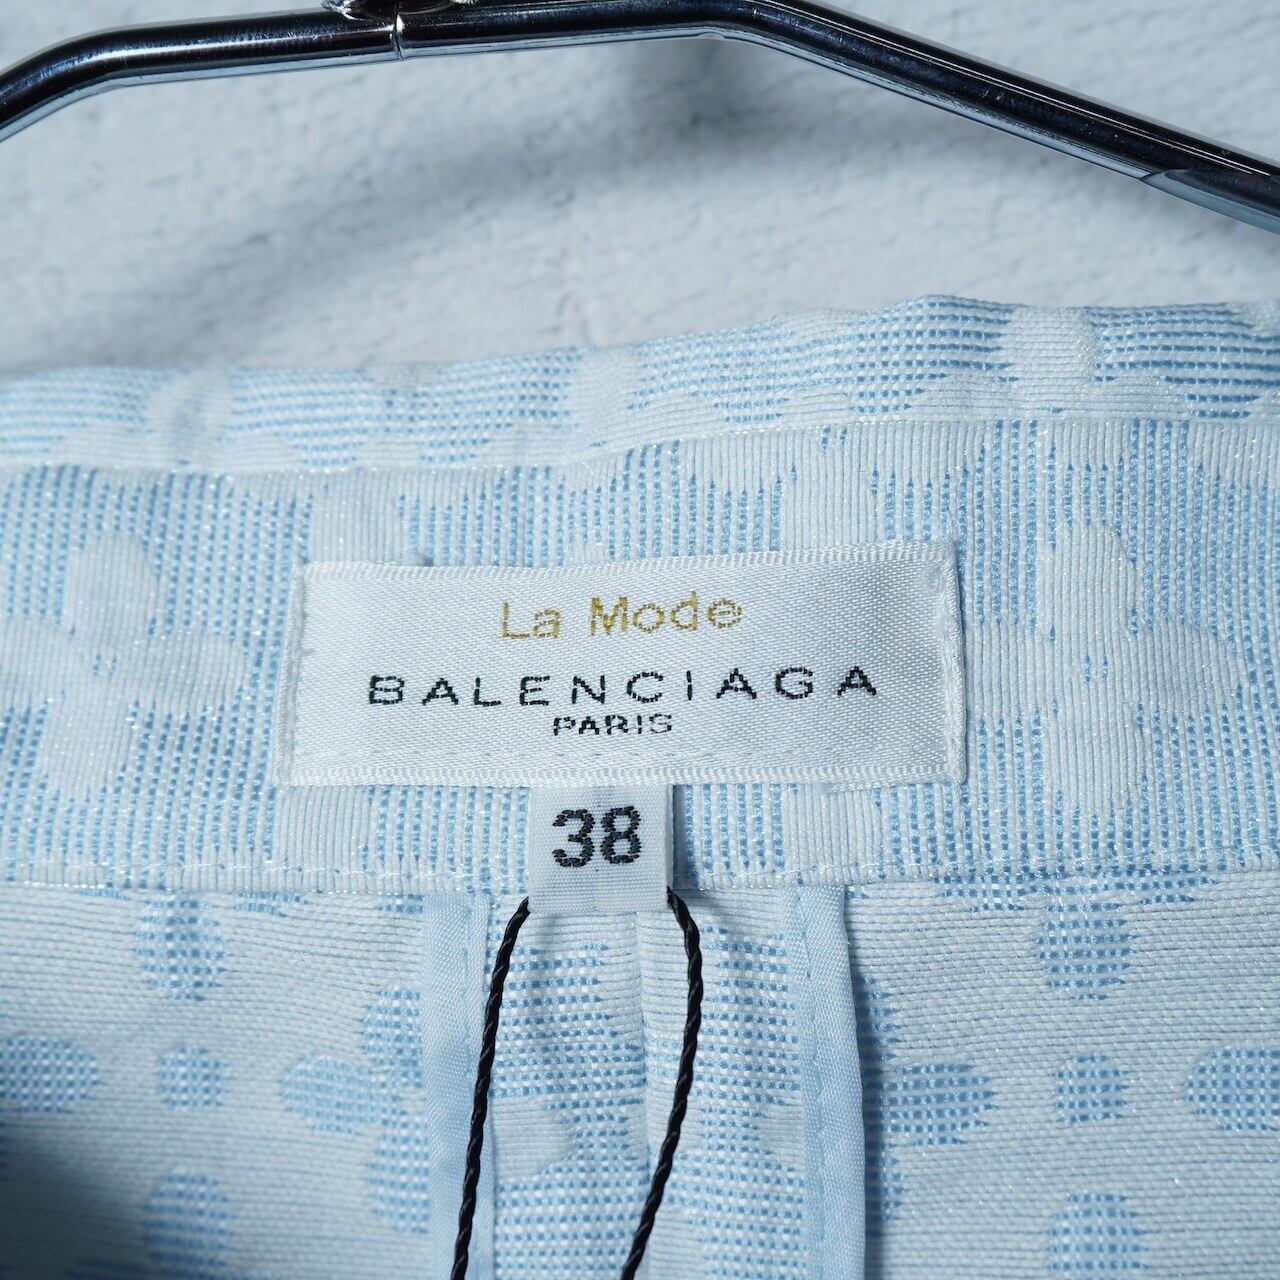 La Mode
BALENCIAGA
PARIS
38